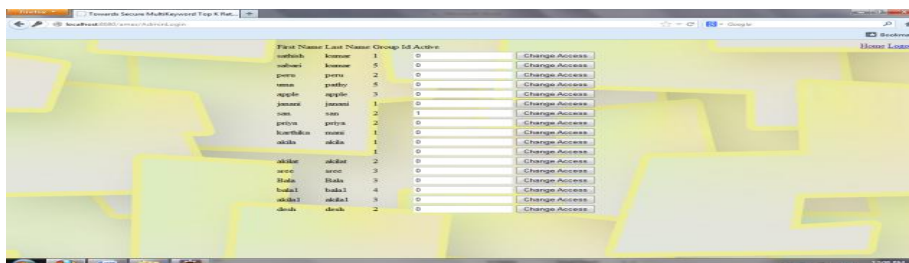 Towards Secure MultiKeyword Top K Ret...
localhost:8080/xmas/AdminLogin
Google
Bookma
Home Logo
First Name Last Name Group Id Active
sathish kumar 1 0 Change Access
sabari kumar 5 0 Change Access
peru peru 2 0 Change Access
uma pathy 5 0 Change Access
apple apple 3 0 Change Access
janani janani 1 0 Change Access
san san 2 1 Change Access
priya priya 2 0 Change Access
karthika mani 1 0 Change Access
akila akila 1 0 Change Access
1 0 Change Access
akilat akilat 2 0 Change Access
sree sree 3 0 Change Access
Bala Bala 3 0 Change Access
bala1 bala1 4 0 Change Access
akila1 akila1 3 0 Change Access
desh desh 2 0 Change Access